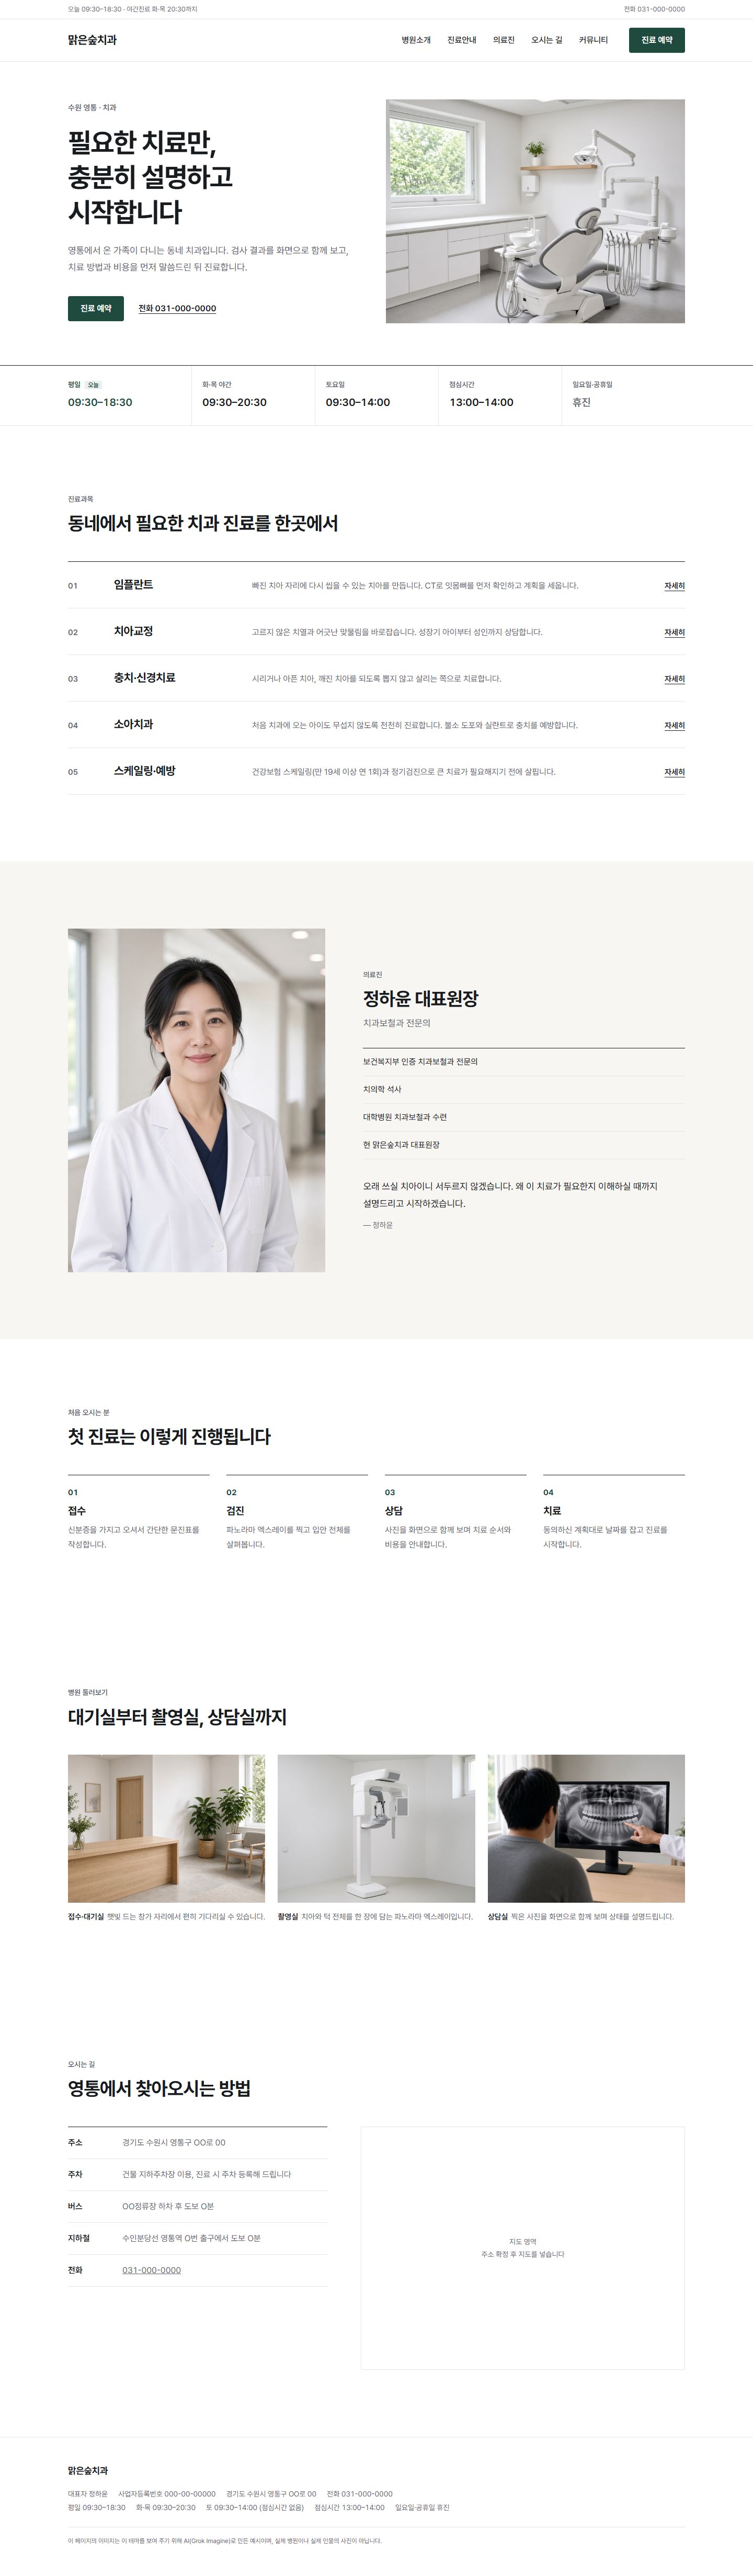 오늘 09:30–18:30 · 야간진료 화·목 20:30까지
전화 031-000-0000
맑은숲치과
병원소개
진료안내
의료진
오시는 길
커뮤니티
진료 예약
수원 영통 · 치과
필요한 치료만,
충분히 설명하고
시작합니다
영통에서 온 가족이 다니는 동네 치과입니다. 검사 결과를 화면으로 함께 보고,
치료 방법과 비용을 먼저 말씀드린 뒤 진료합니다.
진료 예약
전화 031-000-0000
평일 오늘
09:30–18:30
화·목 야간
09:30–20:30
토요일
09:30–14:00
점심시간
13:00–14:00
일요일·공휴일
휴진
진료과목
동네에서 필요한 치과 진료를 한곳에서
01 임플란트 빠진 치아 자리에 다시 씹을 수 있는 치아를 만듭니다. CT로 잇몸뼈를 먼저 확인하고 계획을 세웁니다. 자세히
02 치아교정 고르지 않은 치열과 어긋난 맞물림을 바로잡습니다. 성장기 아이부터 성인까지 상담합니다. 자세히
03 충치·신경치료 시리거나 아픈 치아, 깨진 치아를 되도록 뽑지 않고 살리는 쪽으로 치료합니다. 자세히
04 소아치과 처음 치과에 오는 아이도 무섭지 않도록 천천히 진료합니다. 불소 도포와 실란트로 충치를 예방합니다. 자세히
05 스케일링·예방 건강보험 스케일링(만 19세 이상 연 1회)과 정기검진으로 큰 치료가 필요해지기 전에 살핍니다. 자세히
의료진
정하윤 대표원장
치과보철과 전문의
보건복지부 인증 치과보철과 전문의
치의학 석사
대학병원 치과보철과 수련
현 맑은숲치과 대표원장
오래 쓰실 치아이니 서두르지 않겠습니다. 왜 이 치료가 필요한지 이해하실 때까지
설명드리고 시작하겠습니다.
— 정하윤
처음 오시는 분
첫 진료는 이렇게 진행됩니다
01
접수
신분증을 가지고 오셔서 간단한 문진표를
작성합니다.
02
검진
파노라마 엑스레이를 찍고 입안 전체를
살펴봅니다.
03
상담
사진을 화면으로 함께 보며 치료 순서와
비용을 안내합니다.
04
치료
동의하신 계획대로 날짜를 잡고 진료를
시작합니다.
병원 둘러보기
대기실부터 촬영실, 상담실까지
접수·대기실 햇빛 드는 창가 자리에서 편히 기다리실 수 있습니다.
촬영실 치아와 턱 전체를 한 장에 담는 파노라마 엑스레이입니다.
상담실 찍은 사진을 화면으로 함께 보며 상태를 설명드립니다.
오시는 길
영통에서 찾아오시는 방법
주소 경기도 수원시 영통구 OO로 00
주차 건물 지하주차장 이용, 진료 시 주차 등록해 드립니다
버스 OO정류장 하차 후 도보 O분
지하철 수인분당선 영통역 O번 출구에서 도보 O분
전화 031-000-0000
지도 영역
주소 확정 후 지도를 넣습니다
맑은숲치과
대표자 정하윤 사업자등록번호 000-00-00000 경기도 수원시 영통구 OO로 00 전화 031-000-0000
평일 09:30–18:30 화·목 09:30–20:30 토 09:30–14:00 (점심시간 없음) 점심시간 13:00–14:00 일요일·공휴일 휴진
이 페이지의 이미지는 이 테마를 보여 주기 위해 AI(Grok Imagine)로 만든 예시이며, 실제 병원이나 실제 인물의 사진이 아닙니다.